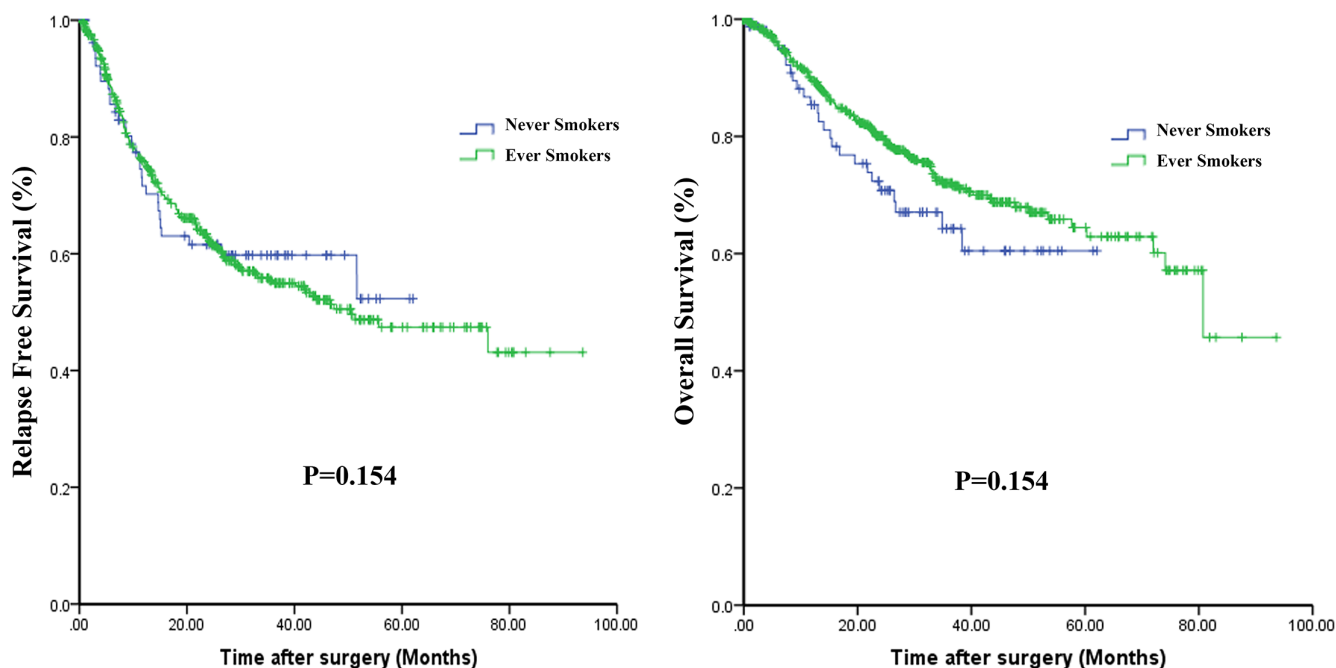 Relapse Free Survival (%)
1.0
0.8
0.6
0.4
0.2
0.0
Never Smokers
Ever Smokers
P=0.154
.00 20.00 40.00 60.00 80.00 100.00
Time after surgery (Months)
Overall Survival (%)
1.0
0.8
0.6
0.4
0.2
0.0
Never Smokers
Ever Smokers
P=0.154
.00 20.00 40.00 60.00 80.00 100.00
Time after surgery (Months)